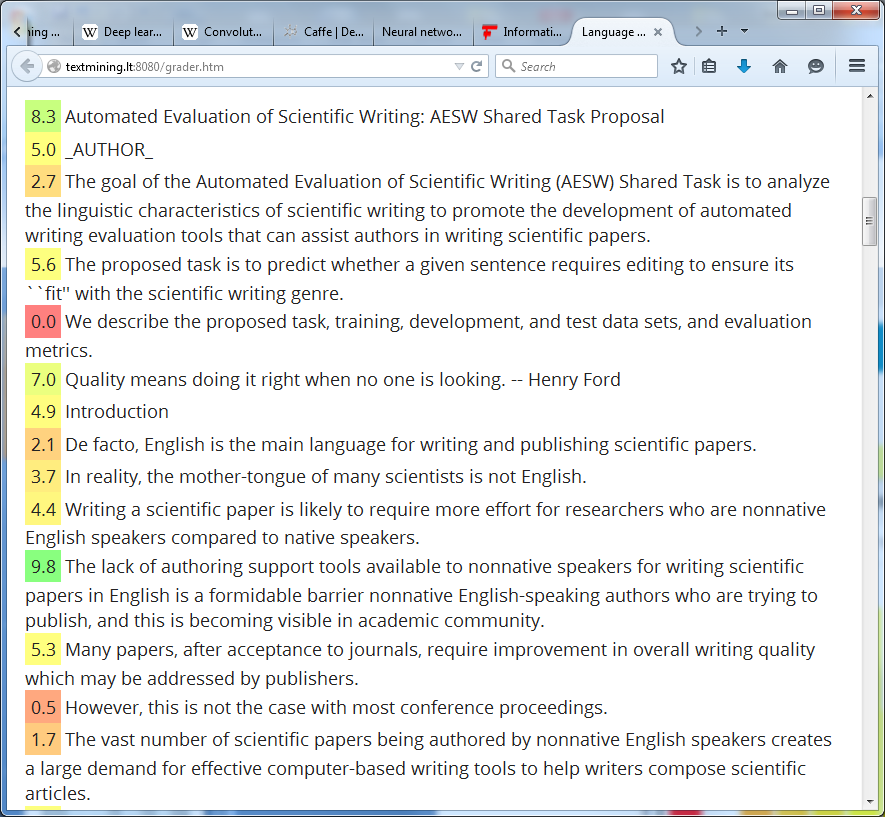 ning ...
Deep lear...
Convolut...
Caffe | De...
Neural netwo...
Informati...
Language ...
textmining.lt:8080/grader.htm
Search
8.3 Automated Evaluation of Scientific Writing: AESW Shared Task Proposal
5.0 _AUTHOR_
2.7 The goal of the Automated Evaluation of Scientific Writing (AESW) Shared Task is to analyze
the linguistic characteristics of scientific writing to promote the development of automated
writing evaluation tools that can assist authors in writing scientific papers.
5.6 The proposed task is to predict whether a given sentence requires editing to ensure its
``fit'' with the scientific writing genre.
0.0 We describe the proposed task, training, development, and test data sets, and evaluation
metrics.
7.0 Quality means doing it right when no one is looking. -- Henry Ford
4.9 Introduction
2.1 De facto, English is the main language for writing and publishing scientific papers.
3.7 In reality, the mother-tongue of many scientists is not English.
4.4 Writing a scientific paper is likely to require more effort for researchers who are nonnative
English speakers compared to native speakers.
9.8 The lack of authoring support tools available to nonnative speakers for writing scientific
papers in English is a formidable barrier nonnative English-speaking authors who are trying to
publish, and this is becoming visible in academic community.
5.3 Many papers, after acceptance to journals, require improvement in overall writing quality
which may be addressed by publishers.
0.5 However, this is not the case with most conference proceedings.
1.7 The vast number of scientific papers being authored by nonnative English speakers creates
a large demand for effective computer-based writing tools to help writers compose scientific
articles.